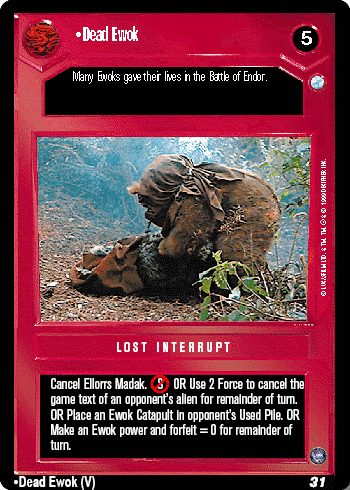 •Dead Ewok
5
Many Ewoks gave their lives in the Battle of Endor.
LOST INTERRUPT
Cancel Ellorrs Madak. S OR Use 2 Force to cancel the
game text of an opponent's alien for remainder of turn.
OR Place an Ewok Catapult in opponent's Used Pile. OR
Make an Ewok power and forfeit = 0 for remainder of
turn.
•Dead Ewok (V)
31